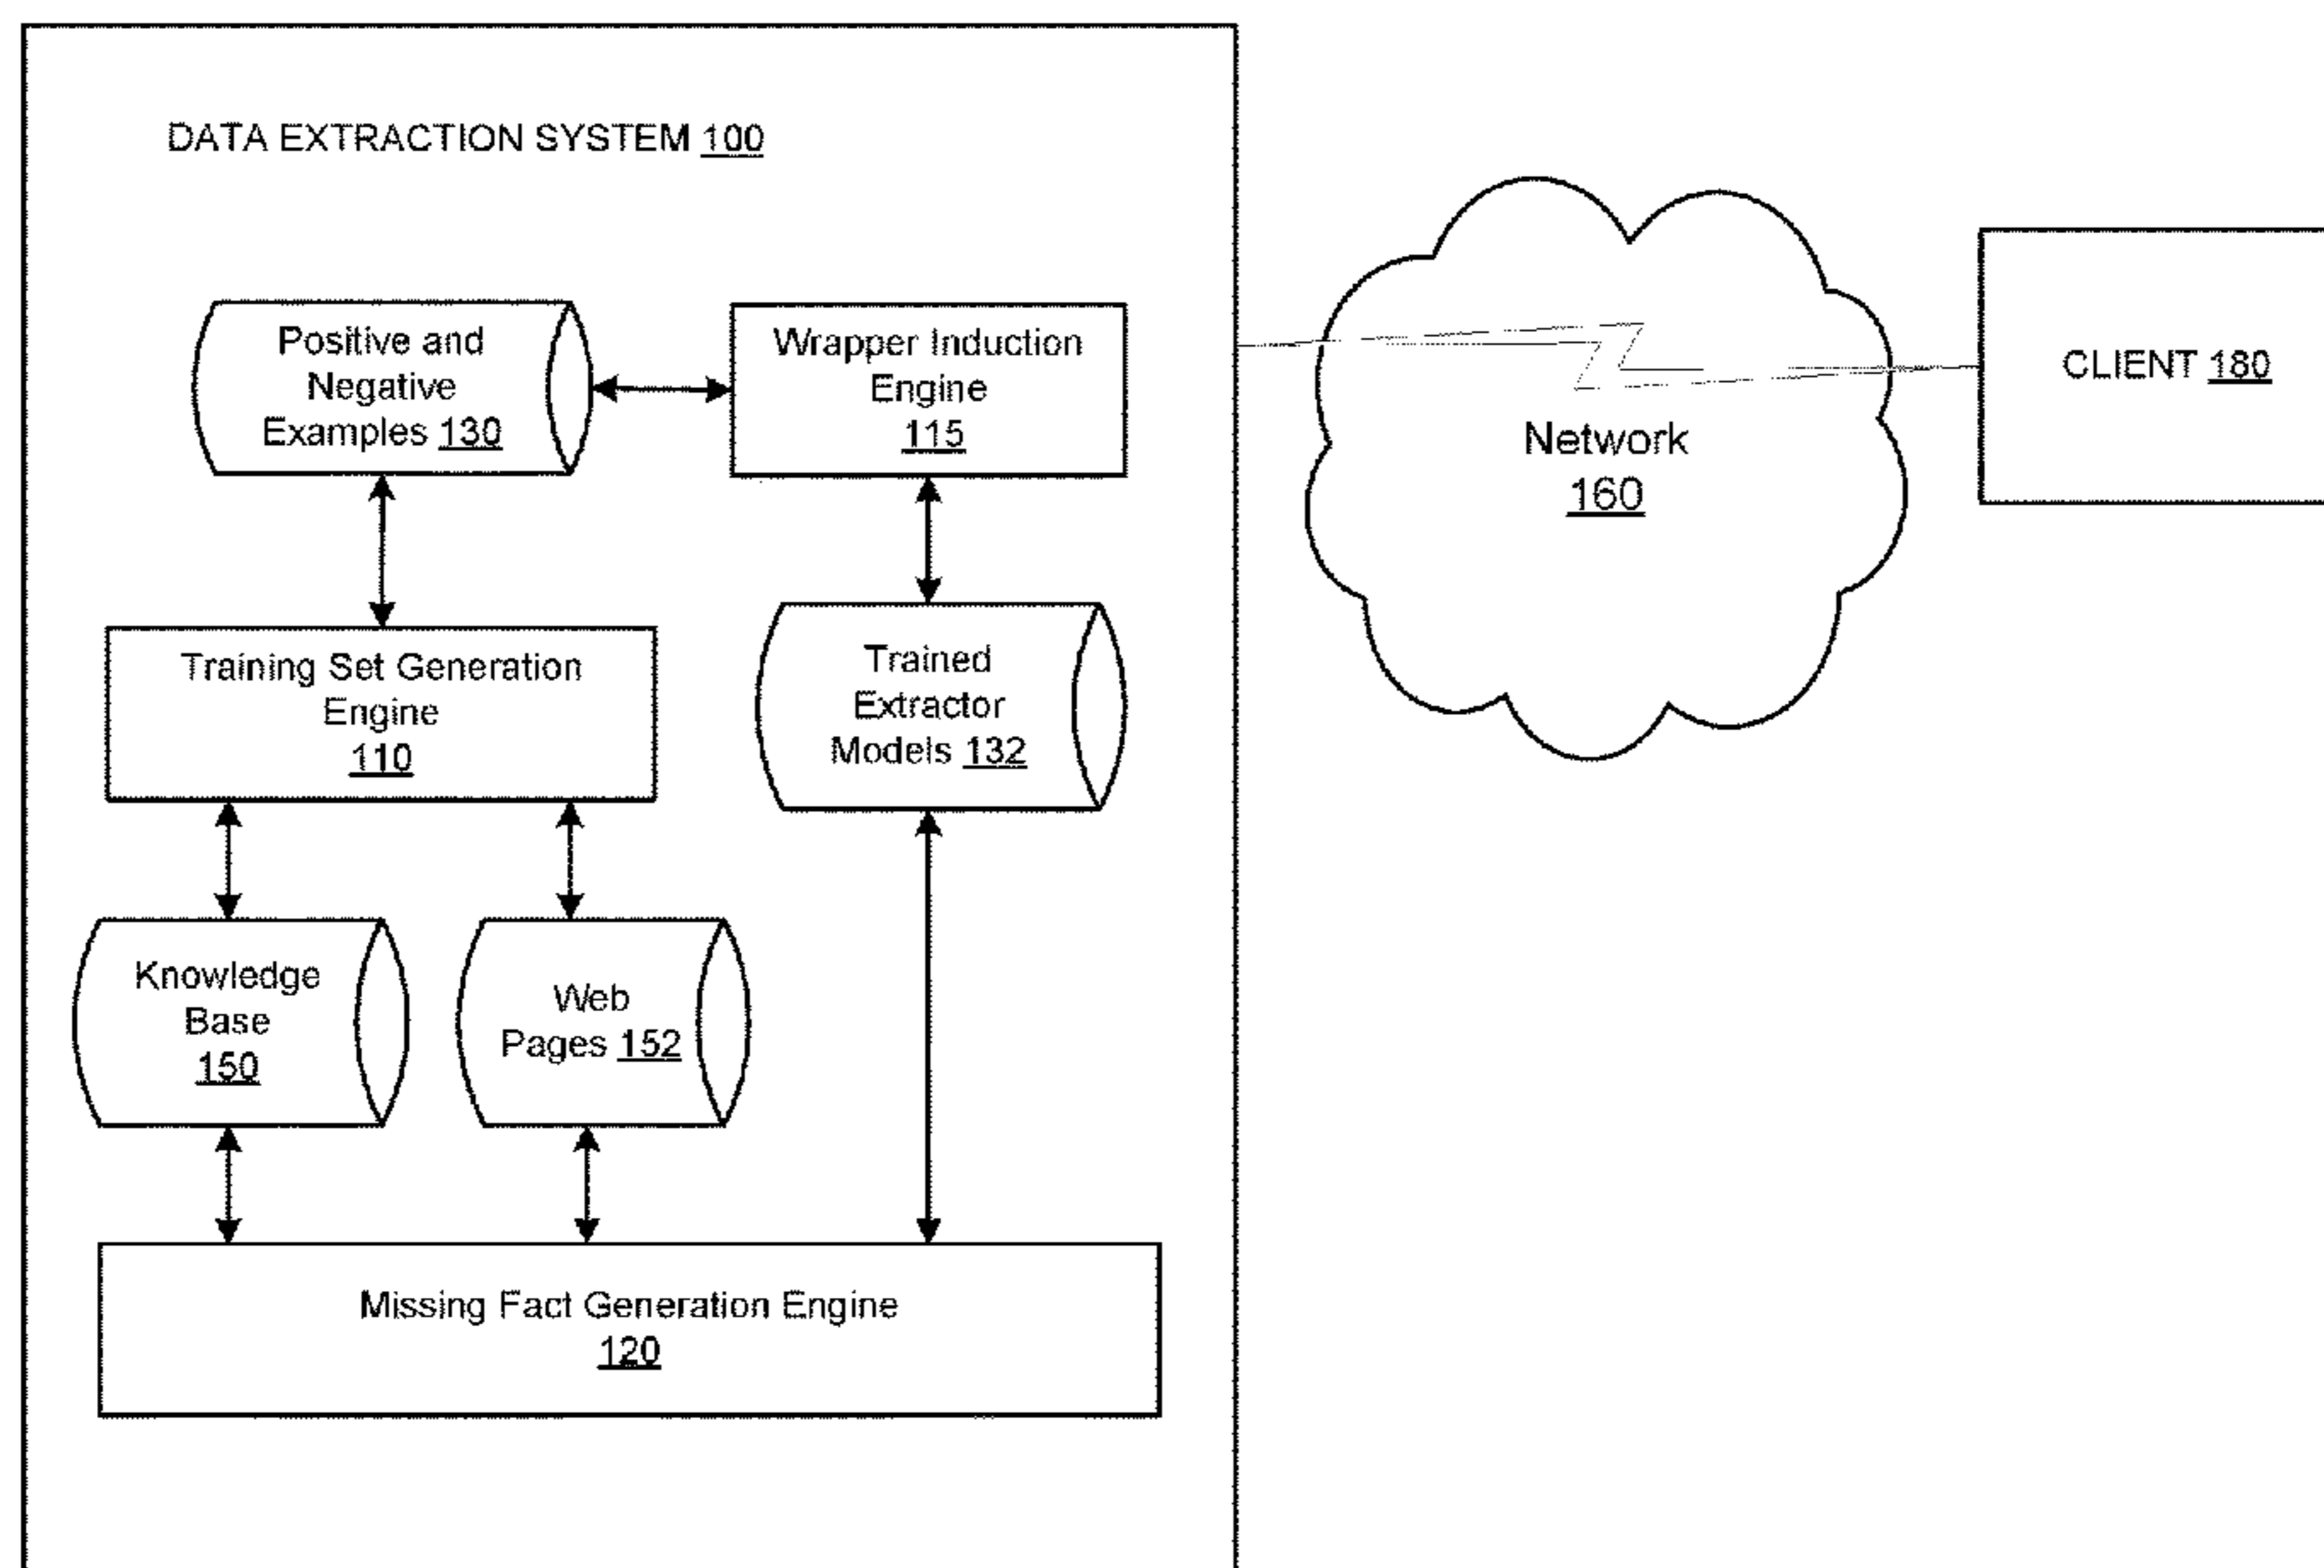 DATA EXTRACTION SYSTEM 100
Positive and
Negative
Examples 130
Wrapper Induction
Engine
115
Training Set Generation
Engine
110
Trained
Extractor
Models 132
Knowledge
Base
150
Web
Pages 152
Missing Fact Generation Engine
120
Network
160
CLIENT 180